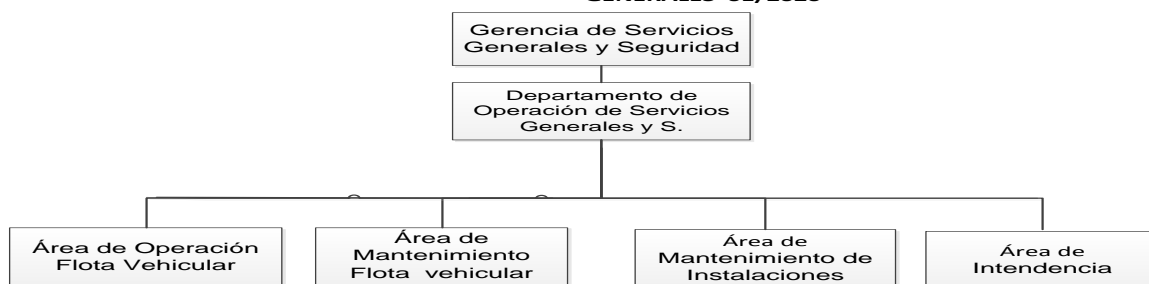 Gerencia de Servicios
Generales y Seguridad
Departamento de
Operación de Servicios
Generales y S.
Área de Operación
Flota Vehicular
Área de
Mantenimiento
Flota vehicular
Área de
Mantenimiento de
Instalaciones
Área de
Intendencia